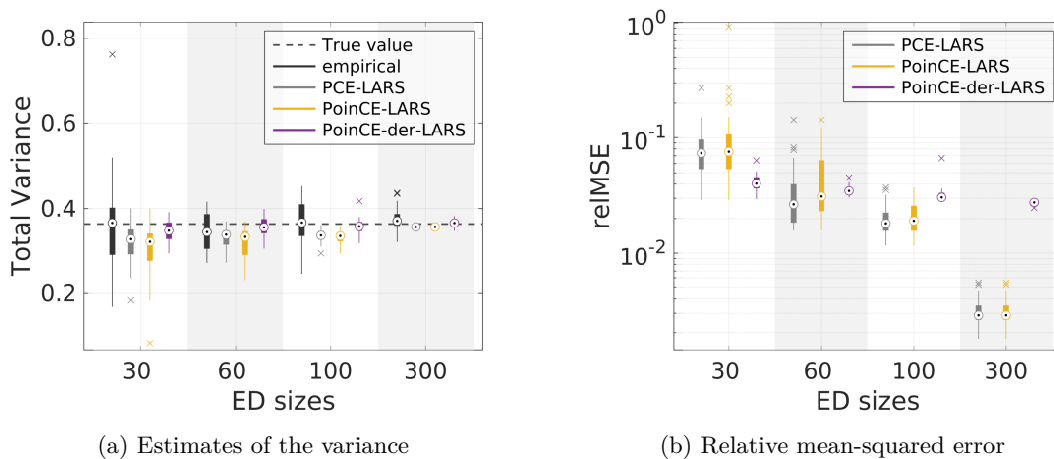 0.8
0.6
0.4
0.2
Total Variance
True value
empirical
PCE-LARS
PoinCE-LARS
PoinCE-der-LARS
30
60
100
300
ED sizes
(a) Estimates of the variance
10^0
10^-1
10^-2
relMSE
PCE-LARS
PoinCE-LARS
PoinCE-der-LARS
30
60
100
300
ED sizes
(b) Relative mean-squared error